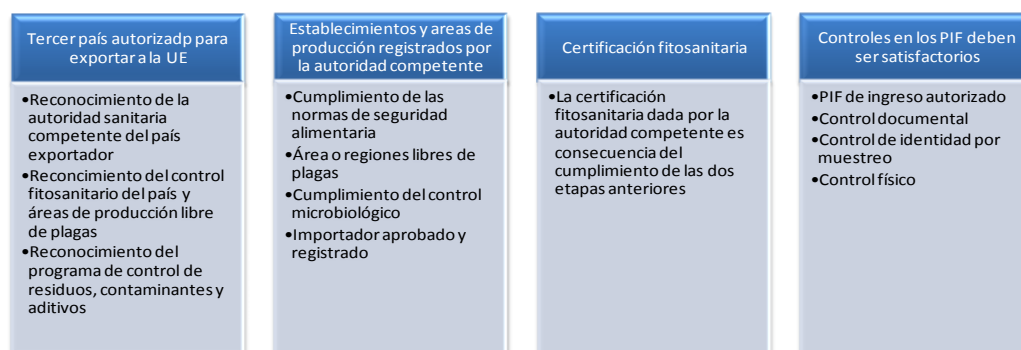 Tercer país autorizadp para
exportar a la UE
•Reconocimiento de la
autoridad sanitaria
competente del país
exportador
•Reconcimiento del control
fitosanitario del país y
áreas de producción libre
de plagas
•Reconocimiento del
programa de control de
residuos, contaminantes y
aditivos
Establecimientos y areas de
producción registrados por
la autoridad competente
•Cumplimiento de las
normas de seguridad
alimentaria
•Área o regiones libres de
plagas
•Cumplimiento del control
microbiológico
•Importador aprobado y
registrado
Certificación fitosanitaria
•La certificación
fitosanitaria dada por la
autoridad competente es
consecuencia del
cumplimiento de las dos
etapas anteriores
Controles en los PIF deben
ser satisfactorios
•PIF de ingreso autorizado
•Control documental
•Control de identidad por
muestreo
•Control físico